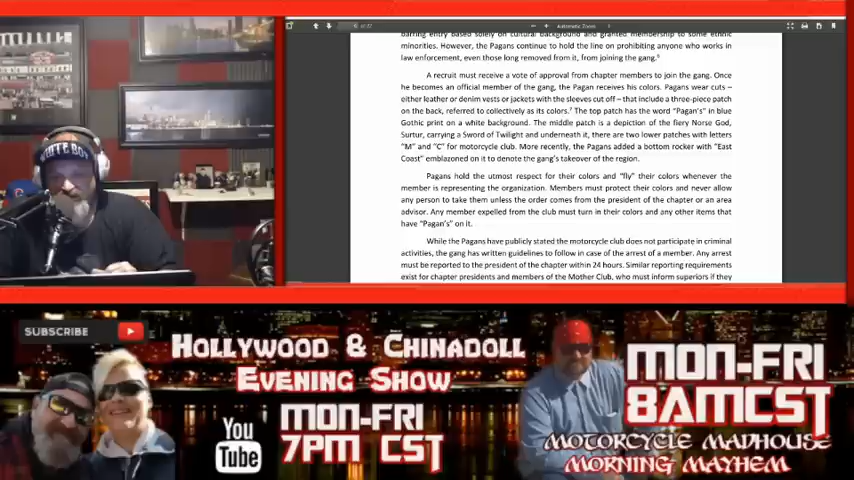 WHITE BOY
Automatic Zoom
barring entry based solely on cultural background and granted membership to some ethnic
minorities. However, the Pagans continue to hold the line on prohibiting anyone who works in
law enforcement, even those long removed from it, from joining the gang.⁶
A recruit must receive a vote of approval from chapter members to join the gang. Once
he becomes an official member of the gang, the Pagan receives his colors. Pagans wear cuts –
either leather or denim vests or jackets with the sleeves cut off – that include a three-piece patch
on the back, referred to collectively as its colors.⁷ The top patch has the word "Pagan's" in blue
Gothic print on a white background. The middle patch is a depiction of the fiery Norse God,
Surtur, carrying a Sword of Twilight and underneath it, there are two lower patches with letters
"M" and "C" for motorcycle club. More recently, the Pagans added a bottom rocker with "East
Coast" emblazoned on it to denote the gang's takeover of the region.
Pagans hold the utmost respect for their colors and "fly" their colors whenever the
member is representing the organization. Members must protect their colors and never allow
any person to take them unless the order comes from the president of the chapter or an area
advisor. Any member expelled from the club must turn in their colors and any other items that
have "Pagan's" on it.
While the Pagans have publicly stated the motorcycle club does not participate in criminal
activities, the gang has written guidelines to follow in case of the arrest of a member. Any arrest
must be reported to the president of the chapter within 24 hours. Similar reporting requirements
exist for chapter presidents and members of the Mother Club, who must inform superiors if they
SUBSCRIBE
Hollywood & Chinadoll
Evening Show
You
Tube
MON-FRI
7PM CST
MON-FRI
8AMCST
MOTORCYCLE MADHOUSE
MORNING MAYHEM